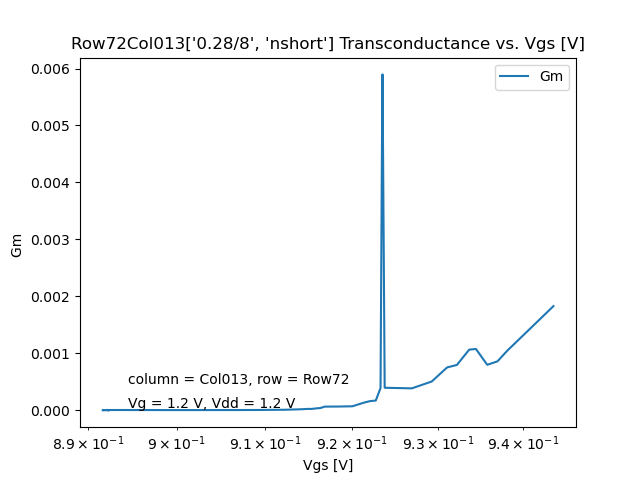 Row72Col013['0.28/8', 'nshort'] Transconductance vs. Vgs [V]
Gm
0.006
0.005
0.004
0.003
0.002
0.001
0.000
Gm
column = Col013, row = Row72
Vg = 1.2 V, Vdd = 1.2 V
8.9 × 10⁻¹ 9 × 10⁻¹ 9.1 × 10⁻¹ 9.2 × 10⁻¹ 9.3 × 10⁻¹ 9.4 × 10⁻¹
Vgs [V]